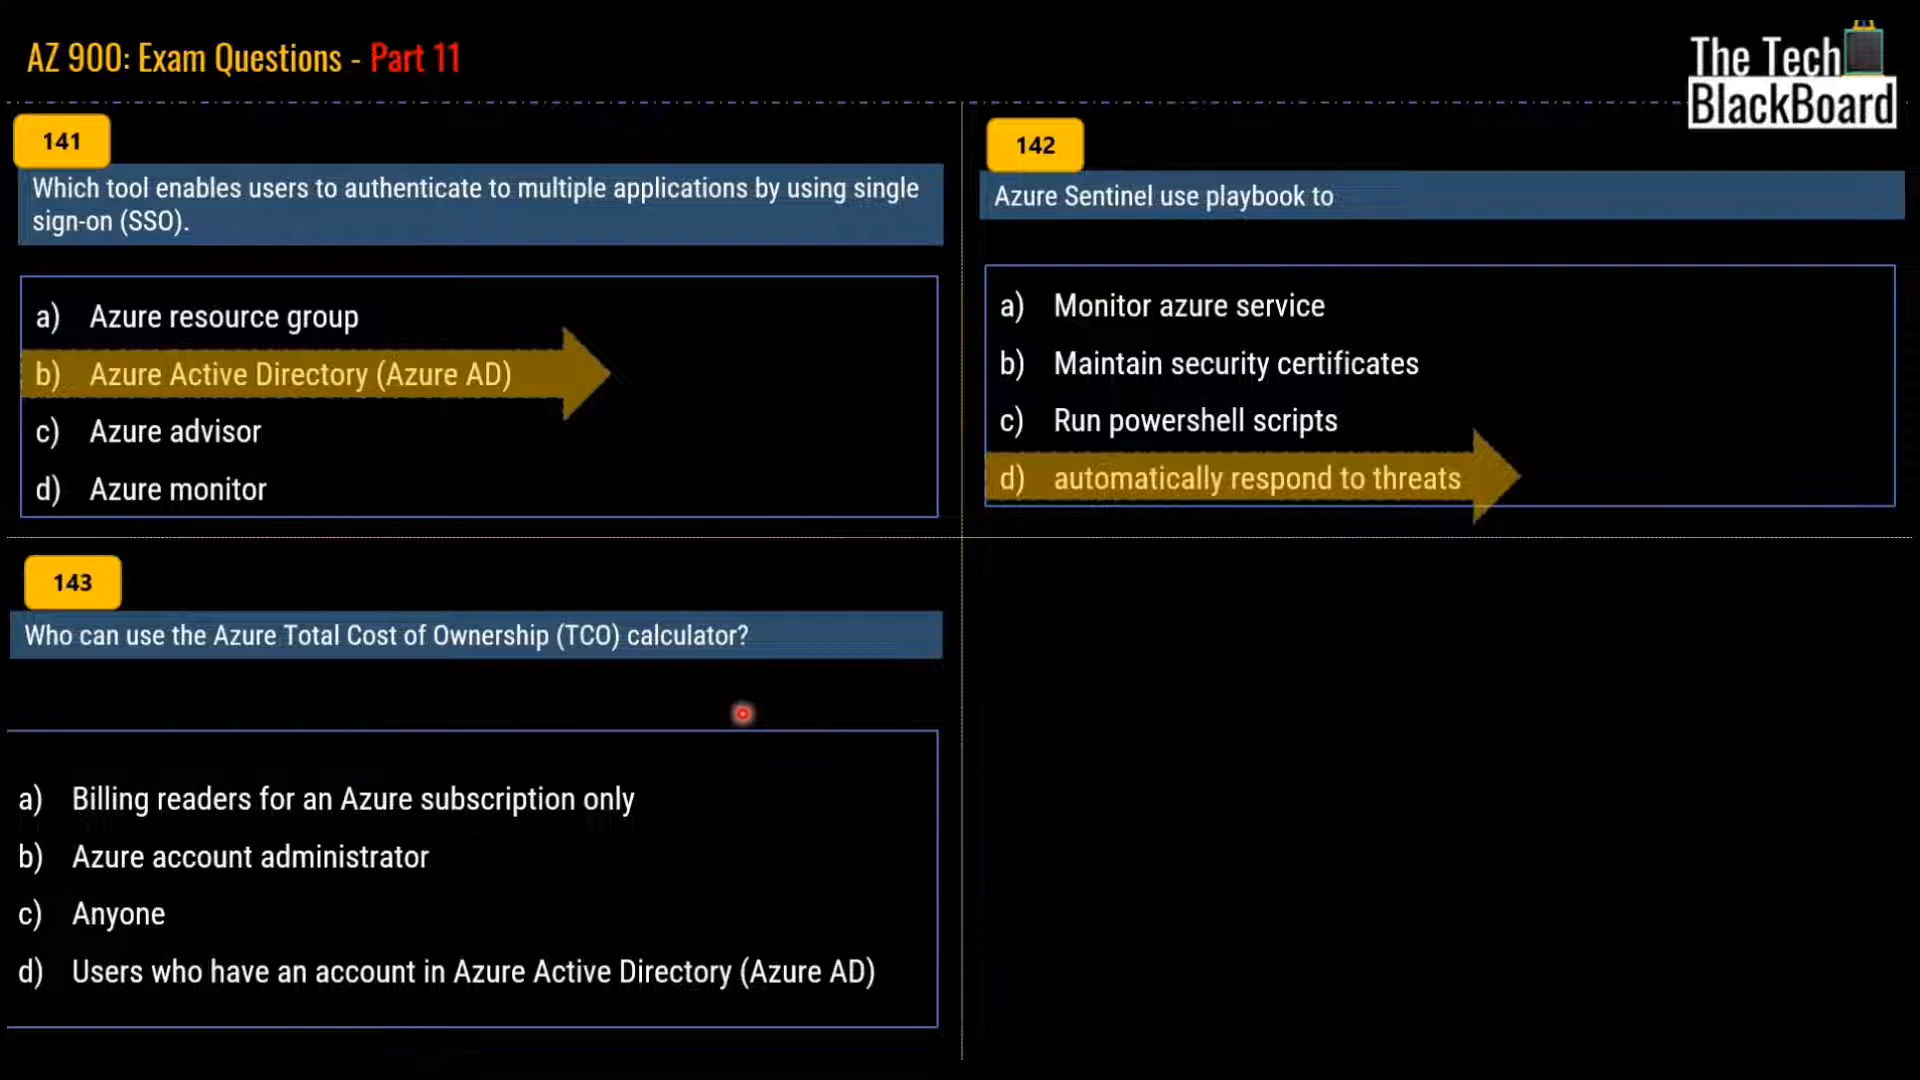 AZ 900: Exam Questions - Part 11
The Tech
BlackBoard
141
Which tool enables users to authenticate to multiple applications by using single
sign-on (SSO).
a) Azure resource group
b) Azure Active Directory (Azure AD)
c) Azure advisor
d) Azure monitor
142
Azure Sentinel use playbook to
a) Monitor azure service
b) Maintain security certificates
c) Run powershell scripts
d) automatically respond to threats
143
Who can use the Azure Total Cost of Ownership (TCO) calculator?
a) Billing readers for an Azure subscription only
b) Azure account administrator
c) Anyone
d) Users who have an account in Azure Active Directory (Azure AD)